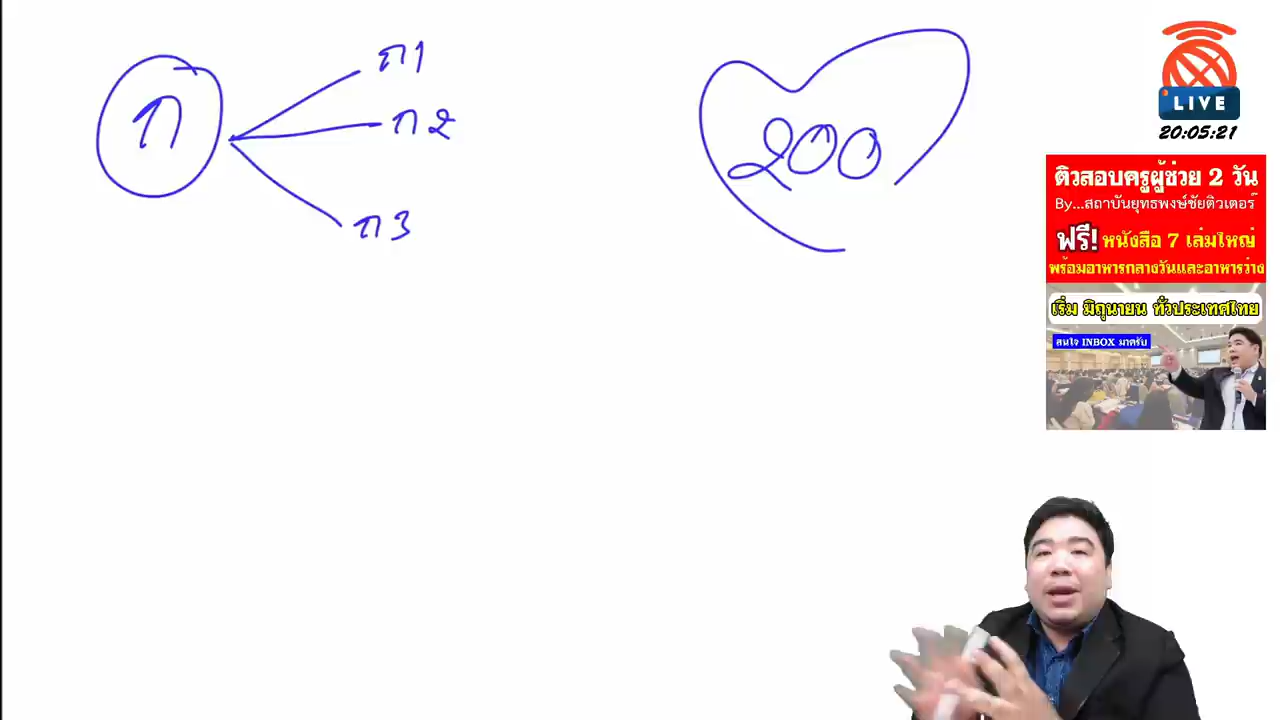 ก1
ก
ก2
ก3
200
LIVE
20:05:21
ติวสอบครูผู้ช่วย 2 วัน
By...สถาบันยุทธพงษ์ชัยติวเตอร์
ฟรี! หนังสือ 7 เล่มใหญ่
พร้อมอาหารกลางวันและอาหารว่าง
เริ่ม มิถุนายน ทั่วประเทศไทย
สนใจ INBOX มาครับ